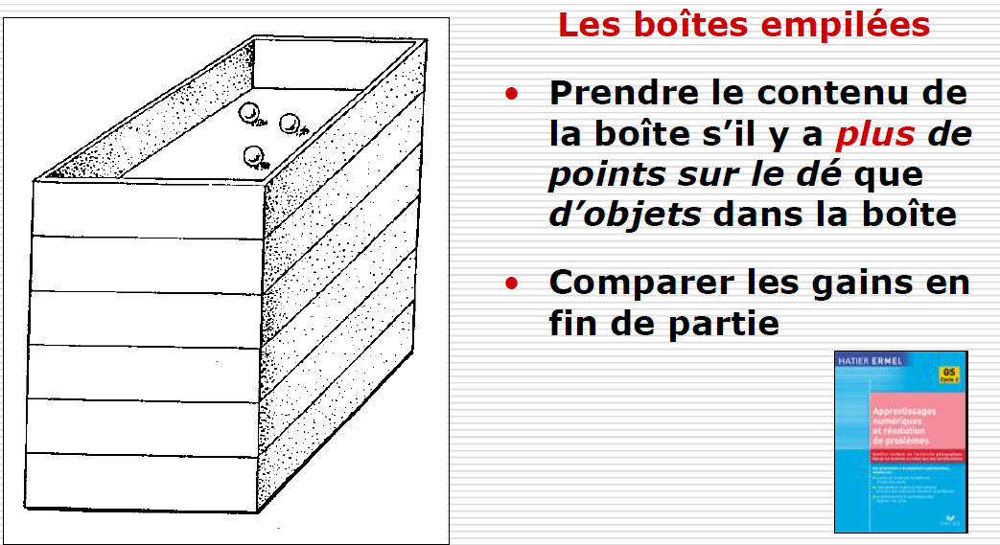 Les boîtes empilées
• Prendre le contenu de
la boîte s’il y a plus de
points sur le dé que
d’objets dans la boîte
• Comparer les gains en
fin de partie
HATIER ERMEL
GS
Cycle 2
Apprentissages
numériques
et résolution
de problèmes
HATIER